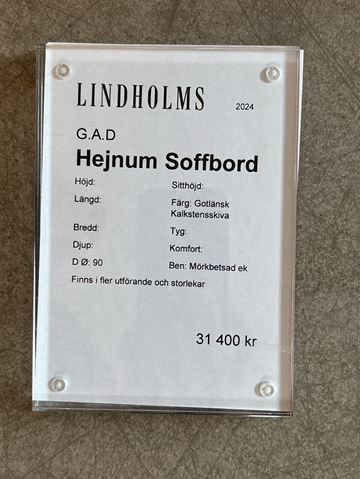 LINDHOLMS 2024
G.A.D
Hejnum Soffbord
Höjd: Sitthöjd:
Längd: Färg: Gotlänsk
Kalkstensskiva
Bredd: Tyg:
Djup: Komfort:
D Ø: 90 Ben: Mörkbetsad ek
Finns i fler utförande och storlekar
31 400 kr